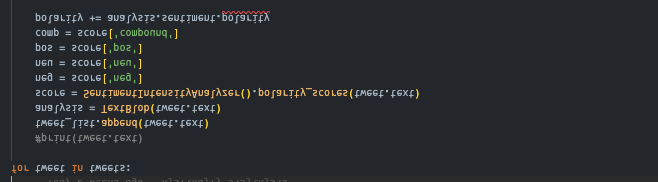 for tweet in tweets:
#print(tweet.text)
tweet_list.append(tweet.text)
analysis = TextBlob(tweet.text)
score = SentimentIntensityAnalyzer().polarity_scores(tweet.text)
neg = score['neg']
neu = score['neu']
pos = score['pos']
comp = score['compound']
polarity += analysis.sentiment.polarity